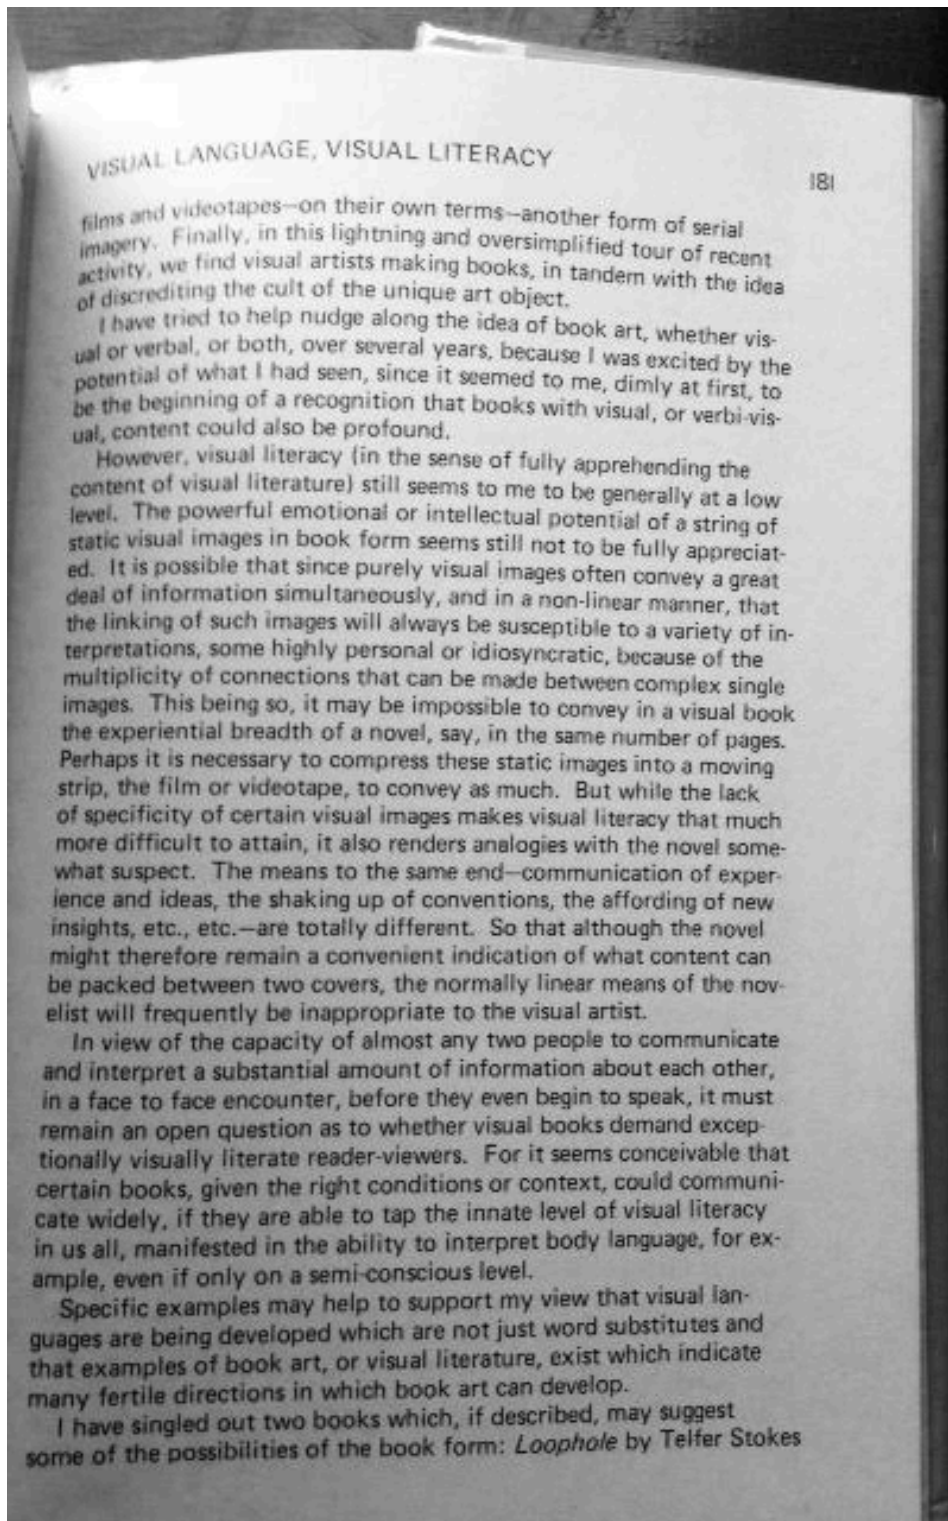 VISUAL LANGUAGE, VISUAL LITERACY
181
films and videotapes—on their own terms—another form of serial
imagery. Finally, in this lightning and oversimplified tour of recent
activity, we find visual artists making books, in tandem with the idea
of discrediting the cult of the unique art object.
I have tried to help nudge along the idea of book art, whether vis-
ual or verbal, or both, over several years, because I was excited by the
potential of what I had seen, since it seemed to me, dimly at first, to
be the beginning of a recognition that books with visual, or verbi-vis-
ual, content could also be profound.
However, visual literacy (in the sense of fully apprehending the
content of visual literature) still seems to me to be generally at a low
level. The powerful emotional or intellectual potential of a string of
static visual images in book form seems still not to be fully appreciat-
ed. It is possible that since purely visual images often convey a great
deal of information simultaneously, and in a non-linear manner, that
the linking of such images will always be susceptible to a variety of in-
terpretations, some highly personal or idiosyncratic, because of the
multiplicity of connections that can be made between complex single
images. This being so, it may be impossible to convey in a visual book
the experiential breadth of a novel, say, in the same number of pages.
Perhaps it is necessary to compress these static images into a moving
strip, the film or videotape, to convey as much. But while the lack
of specificity of certain visual images makes visual literacy that much
more difficult to attain, it also renders analogies with the novel some-
what suspect. The means to the same end—communication of exper-
ience and ideas, the shaking up of conventions, the affording of new
insights, etc., etc.—are totally different. So that although the novel
might therefore remain a convenient indication of what content can
be packed between two covers, the normally linear means of the nov-
elist will frequently be inappropriate to the visual artist.
In view of the capacity of almost any two people to communicate
and interpret a substantial amount of information about each other,
in a face to face encounter, before they even begin to speak, it must
remain an open question as to whether visual books demand excep-
tionally visually literate reader-viewers. For it seems conceivable that
certain books, given the right conditions or context, could communi-
cate widely, if they are able to tap the innate level of visual literacy
in us all, manifested in the ability to interpret body language, for ex-
ample, even if only on a semi-conscious level.
Specific examples may help to support my view that visual lan-
guages are being developed which are not just word substitutes and
that examples of book art, or visual literature, exist which indicate
many fertile directions in which book art can develop.
I have singled out two books which, if described, may suggest
some of the possibilities of the book form: Loophole by Telfer Stokes